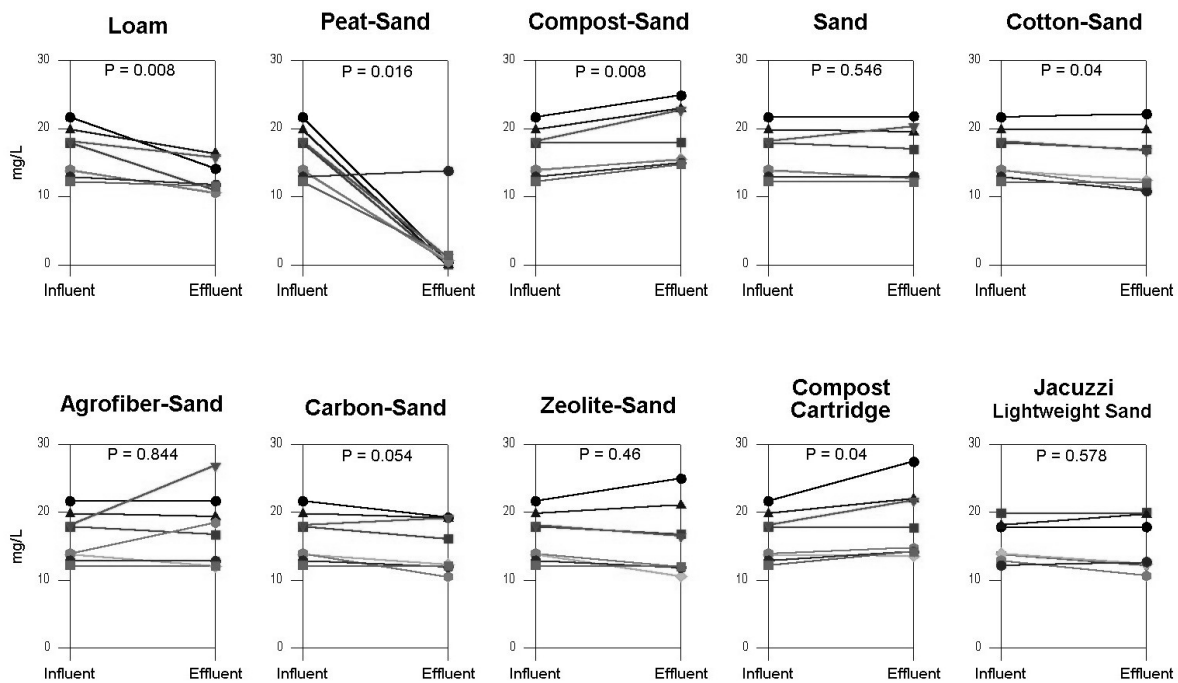 Loam
Peat-Sand
Compost-Sand
Sand
Cotton-Sand
30
P = 0.008
30
P = 0.016
30
P = 0.008
30
P = 0.546
30
P = 0.04
20
20
20
20
20
mg/L
10
10
10
10
10
0
0
0
0
0
Influent
Effluent
Influent
Effluent
Influent
Effluent
Influent
Effluent
Influent
Effluent
Agrofiber-Sand
Carbon-Sand
Zeolite-Sand
Compost
Cartridge
Jacuzzi
Lightweight Sand
30
P = 0.844
30
P = 0.054
30
P = 0.46
30
P = 0.04
30
P = 0.578
20
20
20
20
20
mg/L
10
10
10
10
10
0
0
0
0
0
Influent
Effluent
Influent
Effluent
Influent
Effluent
Influent
Effluent
Influent
Effluent